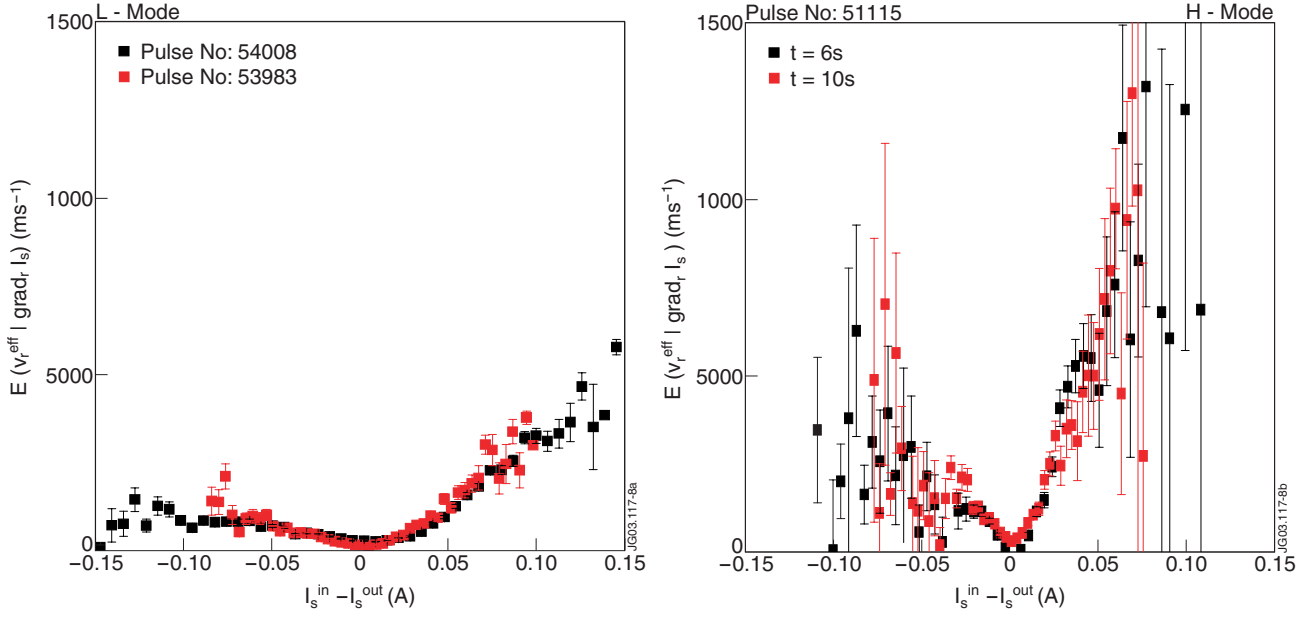 L - Mode
1500
1000
5000
0
E (v_r^eff | grad_r I_s) (ms^−1)
Pulse No: 54008
Pulse No: 53983
−0.15
−0.10
−0.05
0
0.05
0.10
0.15
I_s^in −I_s^out (A)
JG03.117-8a
Pulse No: 51115
H - Mode
1500
1000
5000
0
E (v_r^eff | grad_r I_s ) (ms^−1)
t = 6s
t = 10s
−0.15
−0.10
−0.05
0
0.05
0.10
0.15
I_s^in −I_s^out (A)
JG03.117-8b